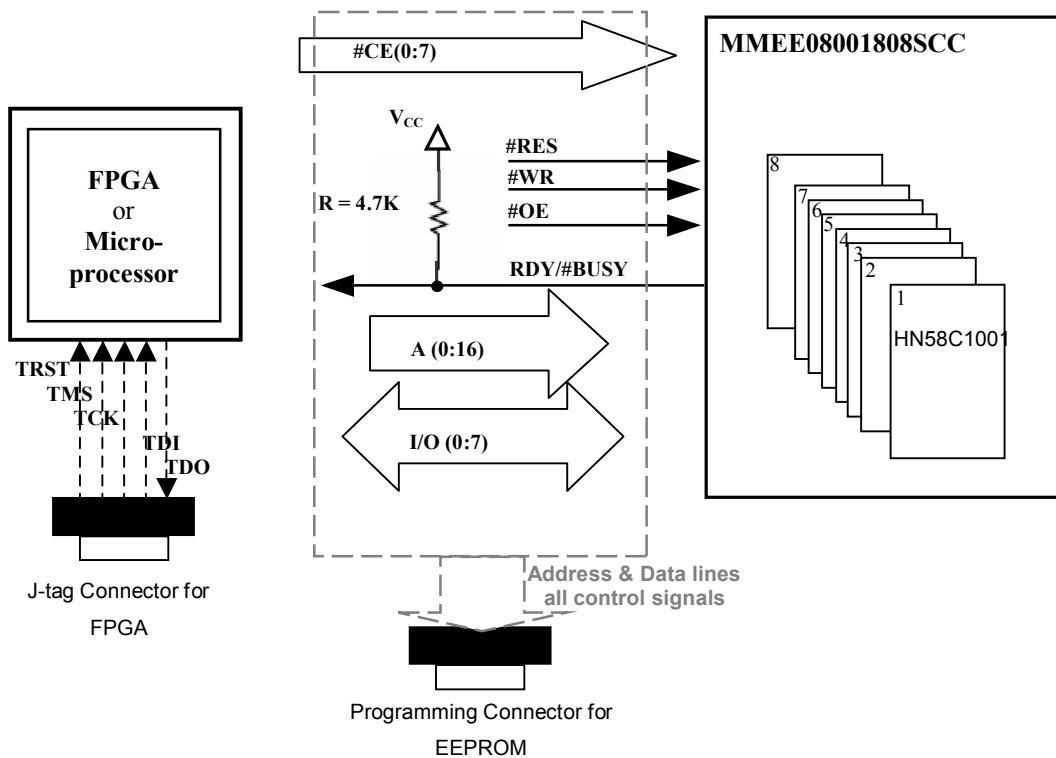 MMEE08001808SCC
#CE(0:7)
VCC
R = 4.7K
#RES
#WR
#OE
RDY/#BUSY
FPGA
or
Micro-
processor
8
7
6
5
4
3
2
1
HN58C1001
A (0:16)
I/O (0:7)
TRST
TMS
TCK
TDI
TDO
J-tag Connector for
FPGA
Address & Data lines
all control signals
Programming Connector for
EEPROM